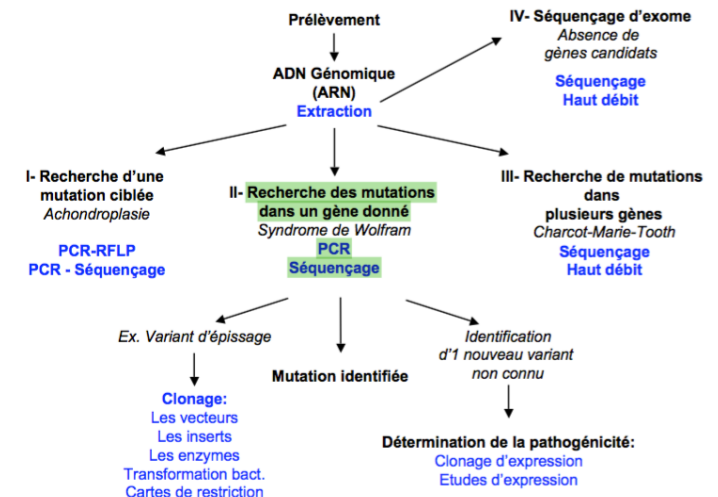 Prélèvement
ADN Génomique
(ARN)
Extraction
IV- Séquençage d'exome
Absence de
gènes candidats
Séquençage
Haut débit
I- Recherche d'une
mutation ciblée
Achondroplasie
PCR-RFLP
PCR - Séquençage
II- Recherche des mutations
dans un gène donné
Syndrome de Wolfram
PCR
Séquençage
III- Recherche de mutations
dans
plusieurs gènes
Charcot-Marie-Tooth
Séquençage
Haut débit
Ex. Variant d'épissage
Clonage:
Les vecteurs
Les inserts
Les enzymes
Transformation bact.
Cartes de restriction
Mutation identifiée
Identification
d'1 nouveau variant
non connu
Détermination de la pathogénicité:
Clonage d'expression
Etudes d'expression